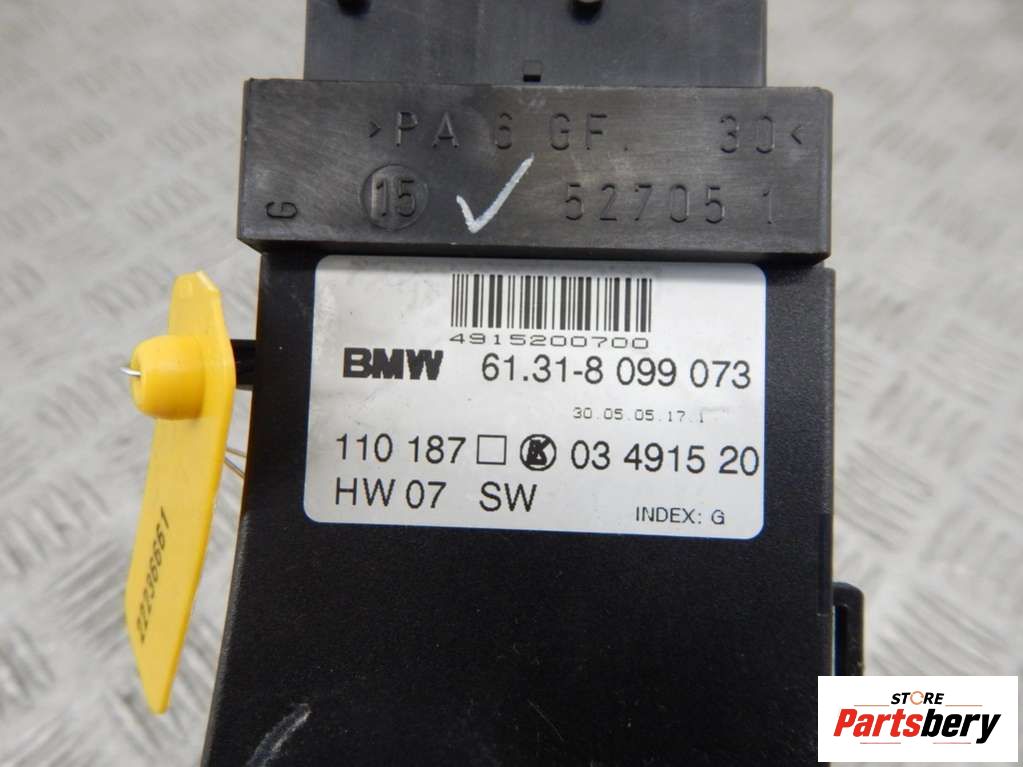 >PA 6 GF. 30<
G 15 52705 1
4915200700
BMW 61.31-8 099 073
30.05.05.17.1
110 187 03 4915 20
HW 07 SW
INDEX: G
22236661
STORE
Partsbery